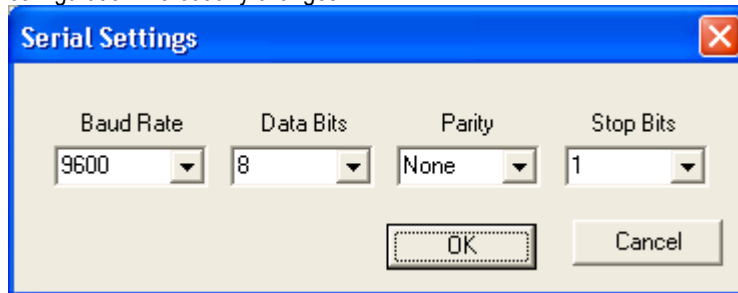 Serial Settings
Baud Rate Data Bits Parity Stop Bits
9600 8 None 1
OK Cancel